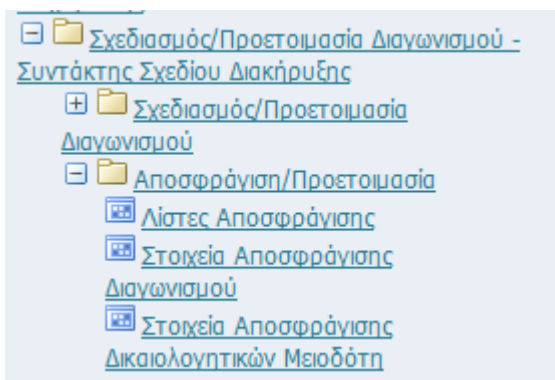 Σχεδιασμός/Προετοιμασία Διαγωνισμού -
Συντάκτης Σχεδίου Διακήρυξης
Σχεδιασμός/Προετοιμασία
Διαγωνισμού
Αποσφράγιση/Προετοιμασία
Λίστες Αποσφράγισης
Στοιχεία Αποσφράγισης
Διαγωνισμού
Στοιχεία Αποσφράγισης
Δικαιολογητικών Μειοδότη